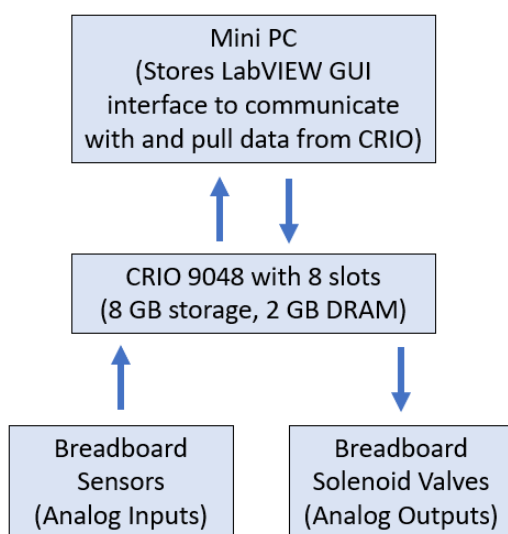 Mini PC
(Stores LabVIEW GUI
interface to communicate
with and pull data from CRIO)
CRIO 9048 with 8 slots
(8 GB storage, 2 GB DRAM)
Breadboard
Sensors
(Analog Inputs)
Breadboard
Solenoid Valves
(Analog Outputs)